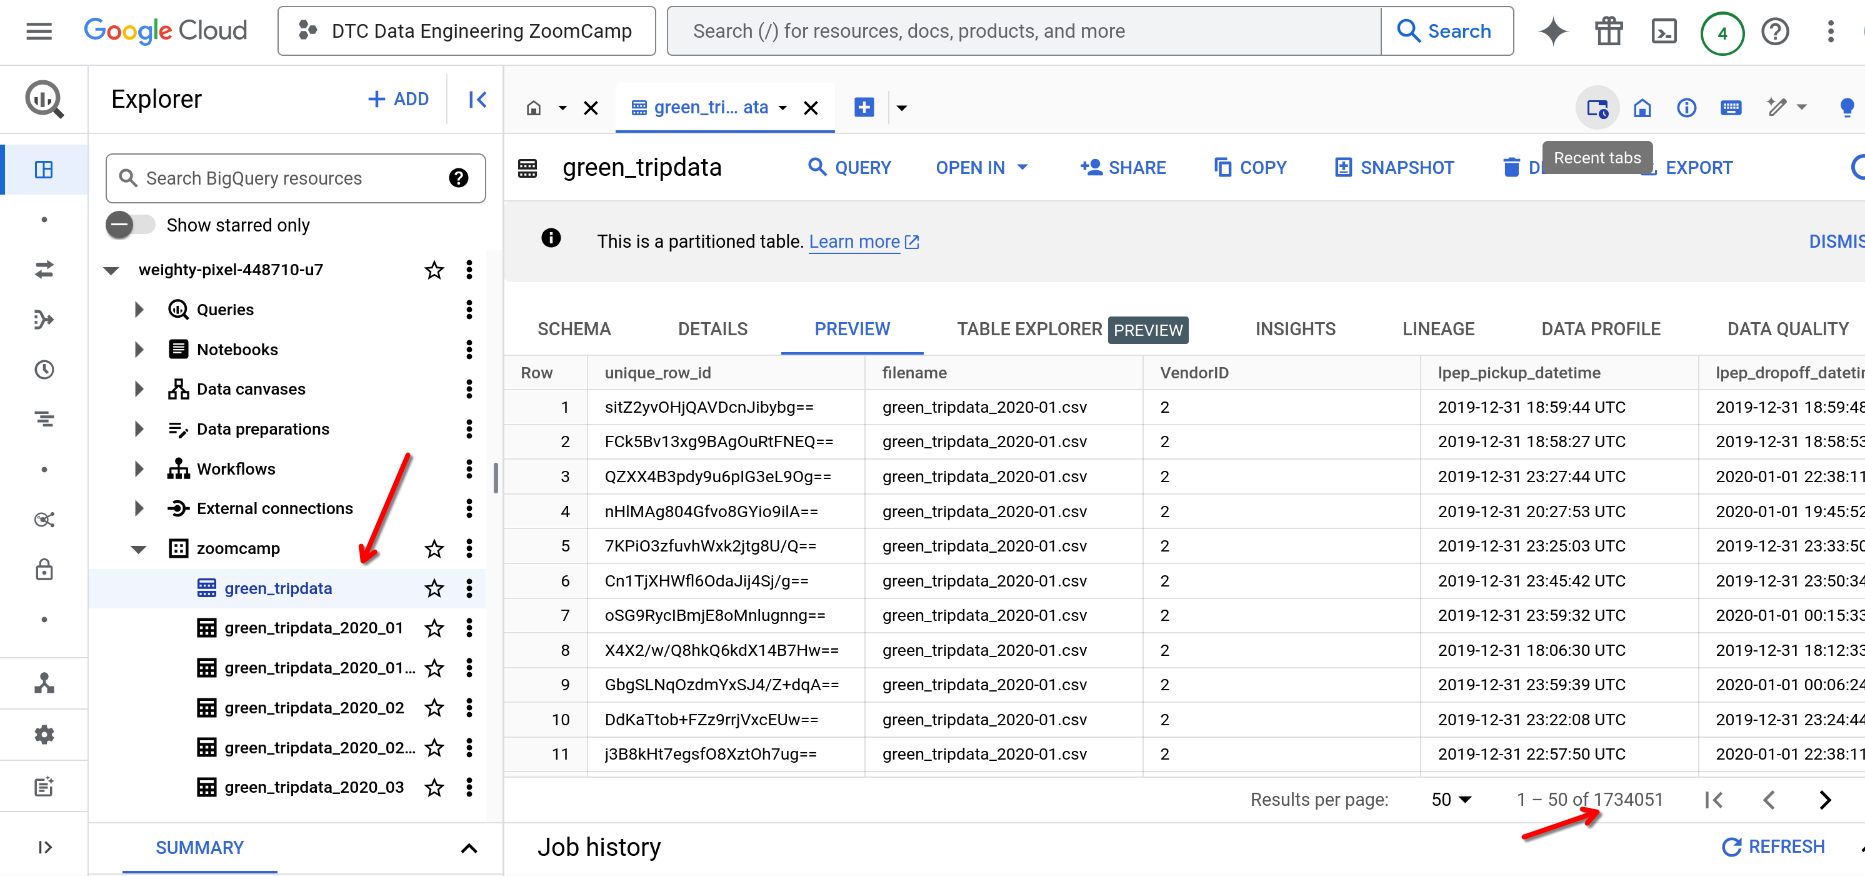 Google Cloud
DTC Data Engineering ZoomCamp
Search (/) for resources, docs, products, and more
Search
4
Explorer
ADD
green_tri... ata
Search BigQuery resources
Show starred only
weighty-pixel-448710-u7
Queries
Notebooks
Data canvases
Data preparations
Workflows
External connections
zoomcamp
green_tripdata
green_tripdata_2020_01
green_tripdata_2020_01...
green_tripdata_2020_02
green_tripdata_2020_02...
green_tripdata_2020_03
SUMMARY
green_tripdata
QUERY OPEN IN SHARE COPY SNAPSHOT EXPORT
Recent tabs
This is a partitioned table. Learn more
DISMIS
SCHEMA DETAILS PREVIEW TABLE EXPLORER PREVIEW INSIGHTS LINEAGE DATA PROFILE DATA QUALITY
Row unique_row_id filename VendorID lpep_pickup_datetime lpep_dropoff_datetin
1 sitZ2yvOHjQAVDcnJibybg== green_tripdata_2020-01.csv 2 2019-12-31 18:59:44 UTC 2019-12-31 18:59:48
2 FCk5Bv13xg9BAgOuRtFNEQ== green_tripdata_2020-01.csv 2 2019-12-31 18:58:27 UTC 2019-12-31 18:58:53
3 QZXX4B3pdy9u6pIG3eL9Og== green_tripdata_2020-01.csv 2 2019-12-31 23:27:44 UTC 2020-01-01 22:38:11
4 nHlMAg804Gfvo8GYio9ilA== green_tripdata_2020-01.csv 2 2019-12-31 20:27:53 UTC 2020-01-01 19:45:52
5 7KPiO3zfuvhWxk2jtg8U/Q== green_tripdata_2020-01.csv 2 2019-12-31 23:25:03 UTC 2019-12-31 23:33:50
6 Cn1TjXHWfl6OdaJij4Sj/g== green_tripdata_2020-01.csv 2 2019-12-31 23:45:42 UTC 2019-12-31 23:50:34
7 oSG9RycIBmjE8oMnlugnng== green_tripdata_2020-01.csv 2 2019-12-31 23:59:32 UTC 2020-01-01 00:15:33
8 X4X2/w/Q8hkQ6kdX14B7Hw== green_tripdata_2020-01.csv 2 2019-12-31 18:06:30 UTC 2019-12-31 18:12:33
9 GbgSLNqOzdmYxSJ4/Z+dqA== green_tripdata_2020-01.csv 2 2019-12-31 23:59:39 UTC 2020-01-01 00:06:24
10 DdKaTtob+FZz9rrjVxcEUw== green_tripdata_2020-01.csv 2 2019-12-31 23:22:08 UTC 2019-12-31 23:24:44
11 j3B8kHt7egsfO8XztOh7ug== green_tripdata_2020-01.csv 2 2019-12-31 22:57:50 UTC 2020-01-01 22:38:11
Results per page: 50 1 – 50 of 1734051
Job history
REFRESH